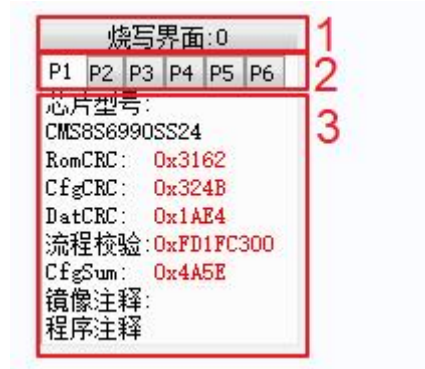 烧写界面:0
1
P1 P2 P3 P4 P5 P6
2
芯片型号:
3
CMS8S6990SS24
RomCRC: 0x3162
CfgCRC: 0x324B
DatCRC: 0x1AE4
流程校验:0xFD1FC300
CfgSum: 0x4A5E
镜像注释:
程序注释